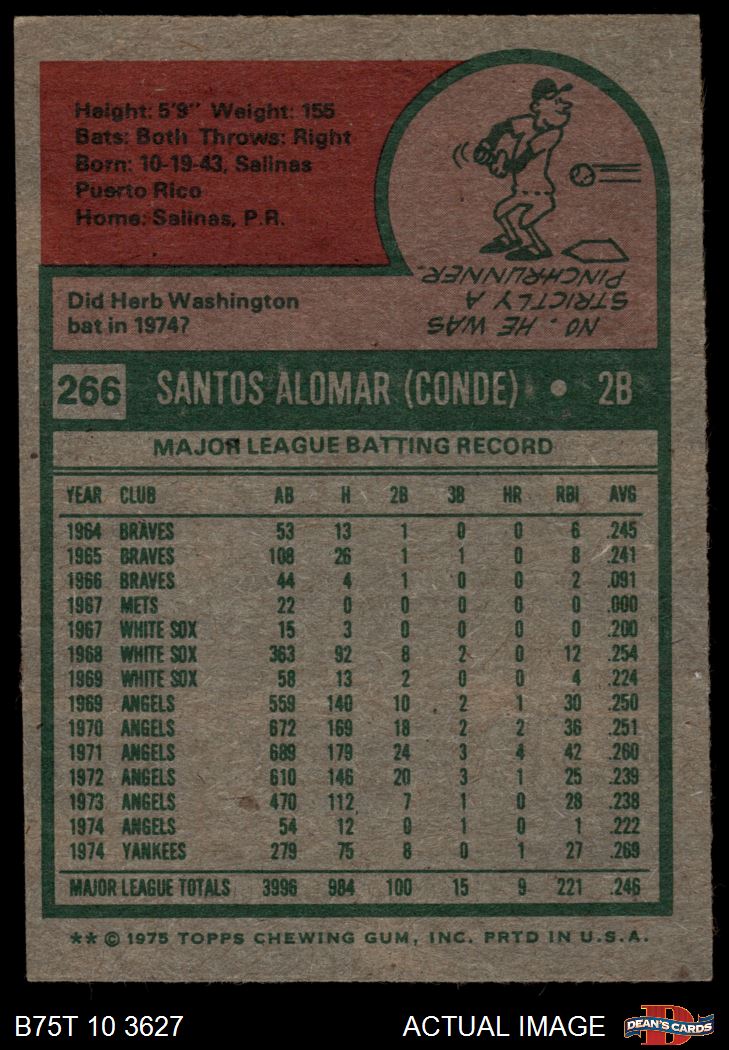 Height: 5'9" Weight: 155
Bats: Both Throws: Right
Born: 10-19-43, Salinas
Puerto Rico
Home: Salinas, P.R.
Did Herb Washington
bat in 1974?
NO. HE WAS
STRICTLY A
PINCHRUNNER.
266 SANTOS ALOMAR (CONDE) • 2B
MAJOR LEAGUE BATTING RECORD
YEAR CLUB AB H 2B 3B HR RBI AVG
1964 BRAVES 53 13 1 0 0 6 .245
1965 BRAVES 108 26 1 1 0 8 .241
1966 BRAVES 44 4 1 0 0 2 .091
1967 METS 22 0 0 0 0 0 .000
1967 WHITE SOX 15 3 0 0 0 0 .200
1968 WHITE SOX 363 92 8 2 0 12 .254
1969 WHITE SOX 58 13 2 0 0 4 .224
1969 ANGELS 559 140 10 2 1 30 .250
1970 ANGELS 672 169 18 2 2 36 .251
1971 ANGELS 689 179 24 3 4 42 .260
1972 ANGELS 610 146 20 3 1 25 .239
1973 ANGELS 470 112 7 1 0 28 .238
1974 ANGELS 54 12 0 1 0 1 .222
1974 YANKEES 279 75 8 0 1 27 .269
MAJOR LEAGUE TOTALS 3996 984 100 15 9 221 .246
** © 1975 TOPPS CHEWING GUM, INC. PRTD IN U.S.A.
B75T 10 3627 ACTUAL IMAGE D DEAN'S CARDS